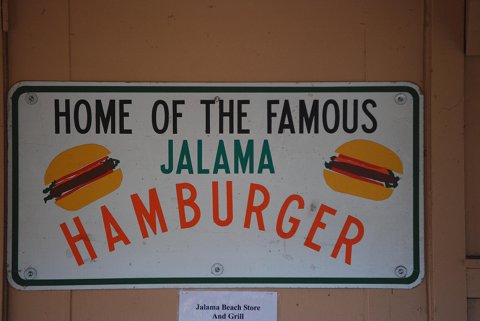 HOME OF THE FAMOUS
JALAMA
HAMBURGER
Jalama Beach Store
And Grill